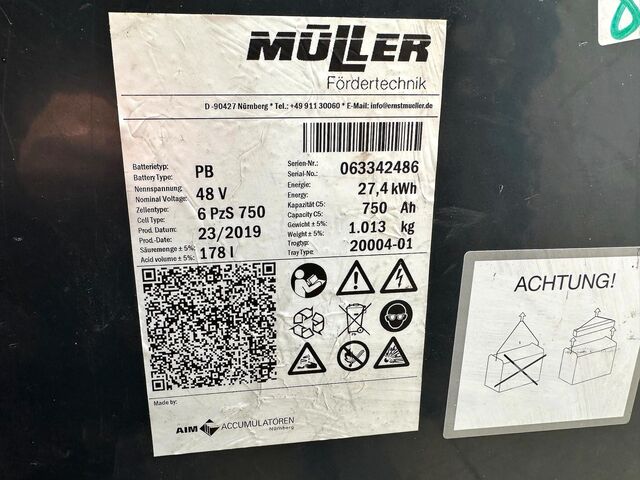 MÜLLER
Fördertechnik
D -90427 Nürnberg * Tel.: +49 911 30060 * E-Mail: info@ernstmueller.de
Batterietyp: PB
Battery Type:
Nennspannung: 48 V
Nominal Voltage:
Zellentype: 6 PzS 750
Cell Type:
Prod. Datum: 23/2019
Prod.-Date:
Säuremenge ± 5%: 178 l
Acid volume ± 5%:
Serien-Nr.: 063342486
Serial-No.:
Energie: 27,4 kWh
Energy:
Kapazität C5: 750 Ah
Capacity C5:
Gewicht ± 5%: 1.013 kg
Weight ± 5%:
Trogtyp: 20004-01
Tray Type:
Made by:
AIM ACCUMULATOREN
Nürnberg
ACHTUNG!
8